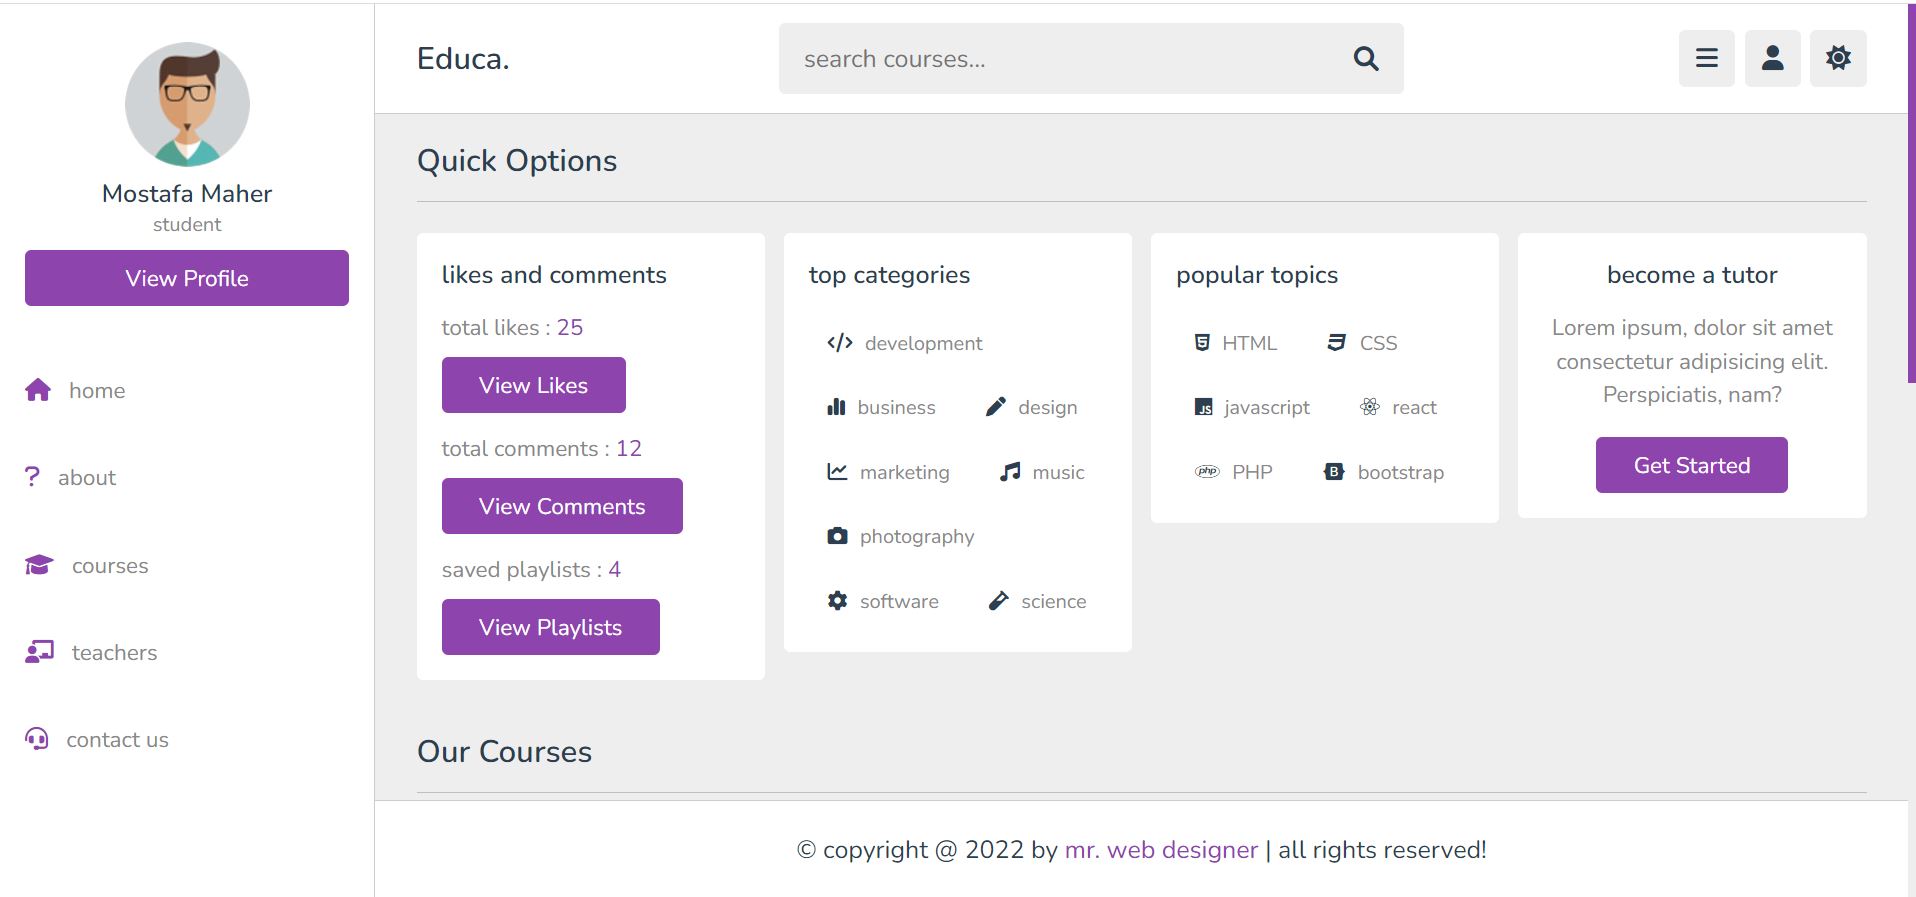 Mostafa Maher
student
View Profile
home
about
courses
teachers
contact us
Educa.
search courses...
Quick Options
likes and comments
total likes : 25
View Likes
total comments : 12
View Comments
saved playlists : 4
View Playlists
top categories
development
business design
marketing music
photography
software science
popular topics
HTML CSS
JS javascript react
php PHP B bootstrap
become a tutor
Lorem ipsum, dolor sit amet
consectetur adipisicing elit.
Perspiciatis, nam?
Get Started
Our Courses
© copyright @ 2022 by mr. web designer | all rights reserved!